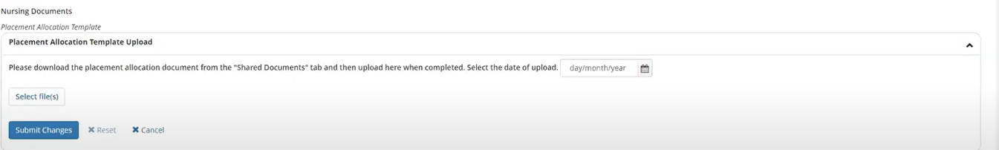 Nursing Documents
Placement Allocation Template
Placement Allocation Template Upload
Please download the placement allocation document from the "Shared Documents" tab and then upload here when completed. Select the date of upload. day/month/year
Select file(s)
Submit Changes Reset Cancel